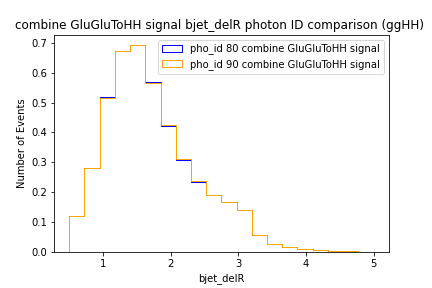 combine GluGluToHH signal bjet_delR photon ID comparison (ggHH)
pho_id 80 combine GluGluToHH signal
pho_id 90 combine GluGluToHH signal
Number of Events
0.7
0.6
0.5
0.4
0.3
0.2
0.1
0.0
1 2 3 4 5
bjet_delR